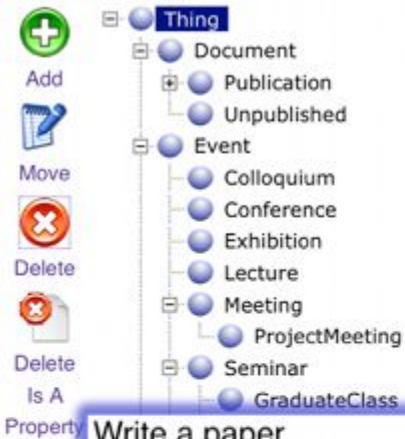 Add
Move
Delete
Delete
Is A
Property
Thing
Document
Publication
Unpublished
Event
Colloquium
Conference
Exhibition
Lecture
Meeting
ProjectMeeting
Seminar
GraduateClass
Write a paper